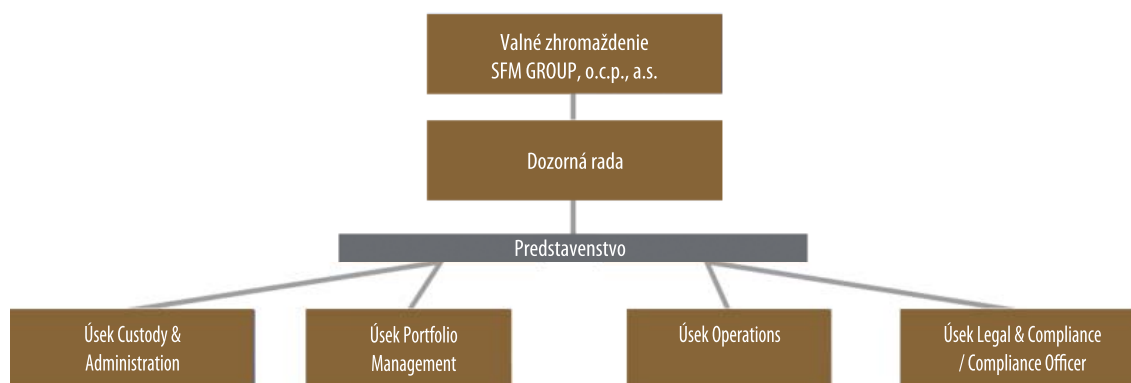 Valné zhromaždenie
SFM GROUP, o.c.p., a.s.
Dozorná rada
Predstavenstvo
Úsek Custody &
Administration
Úsek Portfolio
Management
Úsek Operations
Úsek Legal & Compliance
/ Compliance Officer